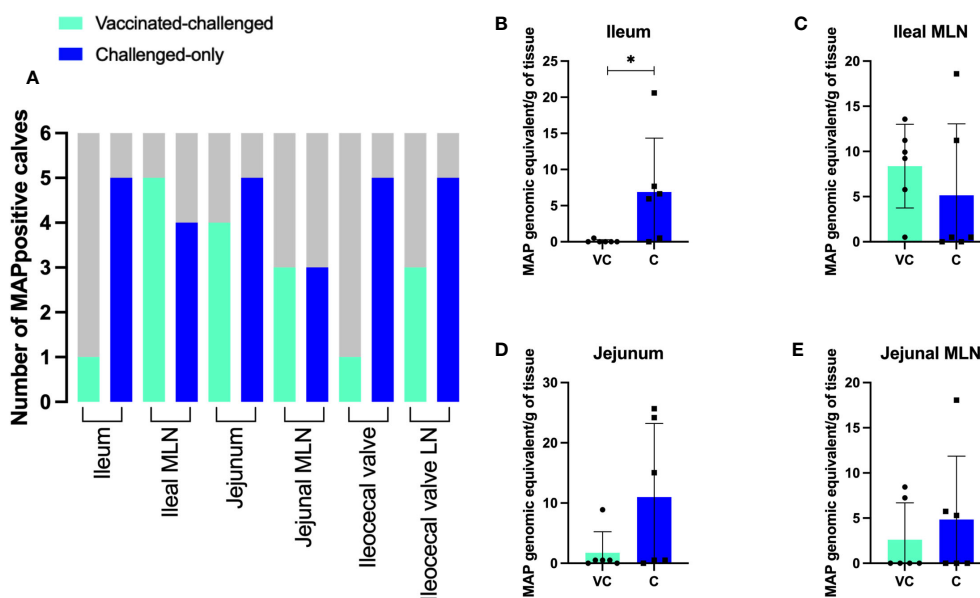 Vaccinated-challenged
Challenged-only
A
Number of MAPpositive calves
6
5
4
3
2
1
0
Ileum
Ileal MLN
Jejunum
Jejunal MLN
Ileocecal valve
leocecal valve LN
B
Ileum
MAP genomic equivalent/g of tissue
25
20
15
10
5
0
*
VC
C
C
Ileal MLN
MAP genomic equivalent/g of tissue
20
15
10
5
0
VC
C
D
Jejunum
MAP genomic equivalent/g of tissue
30
20
10
0
VC
C
E
Jejunal MLN
MAP genomic equivalent/g of tissue
20
15
10
5
0
VC
C